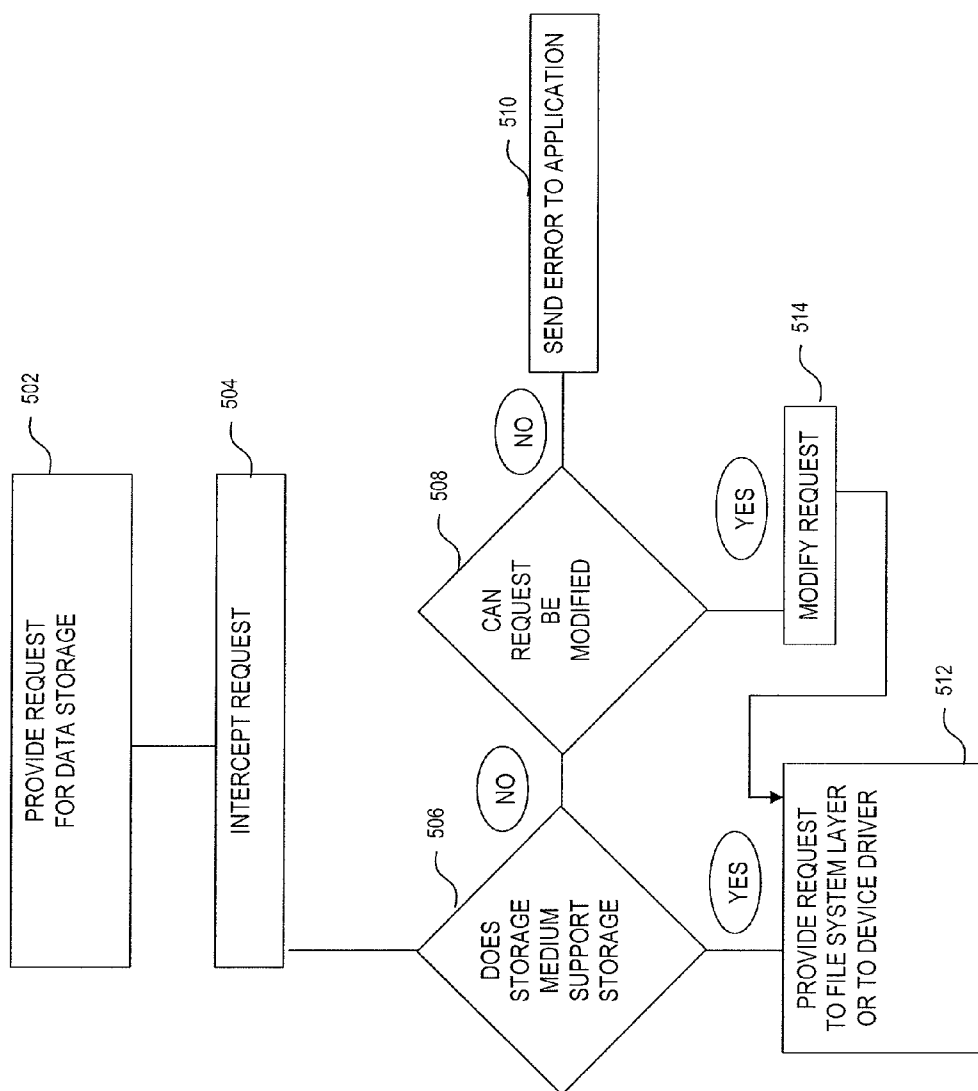 502
PROVIDE REQUEST
FOR DATA STORAGE
504
INTERCEPT REQUEST
506
DOES
STORAGE
MEDIUM
SUPPORT
STORAGE
NO
508
CAN
REQUEST
BE
MODIFIED
NO
510
SEND ERROR TO APPLICATION
YES
512
PROVIDE REQUEST
TO FILE SYSTEM LAYER
OR TO DEVICE DRIVER
YES
514
MODIFY REQUEST